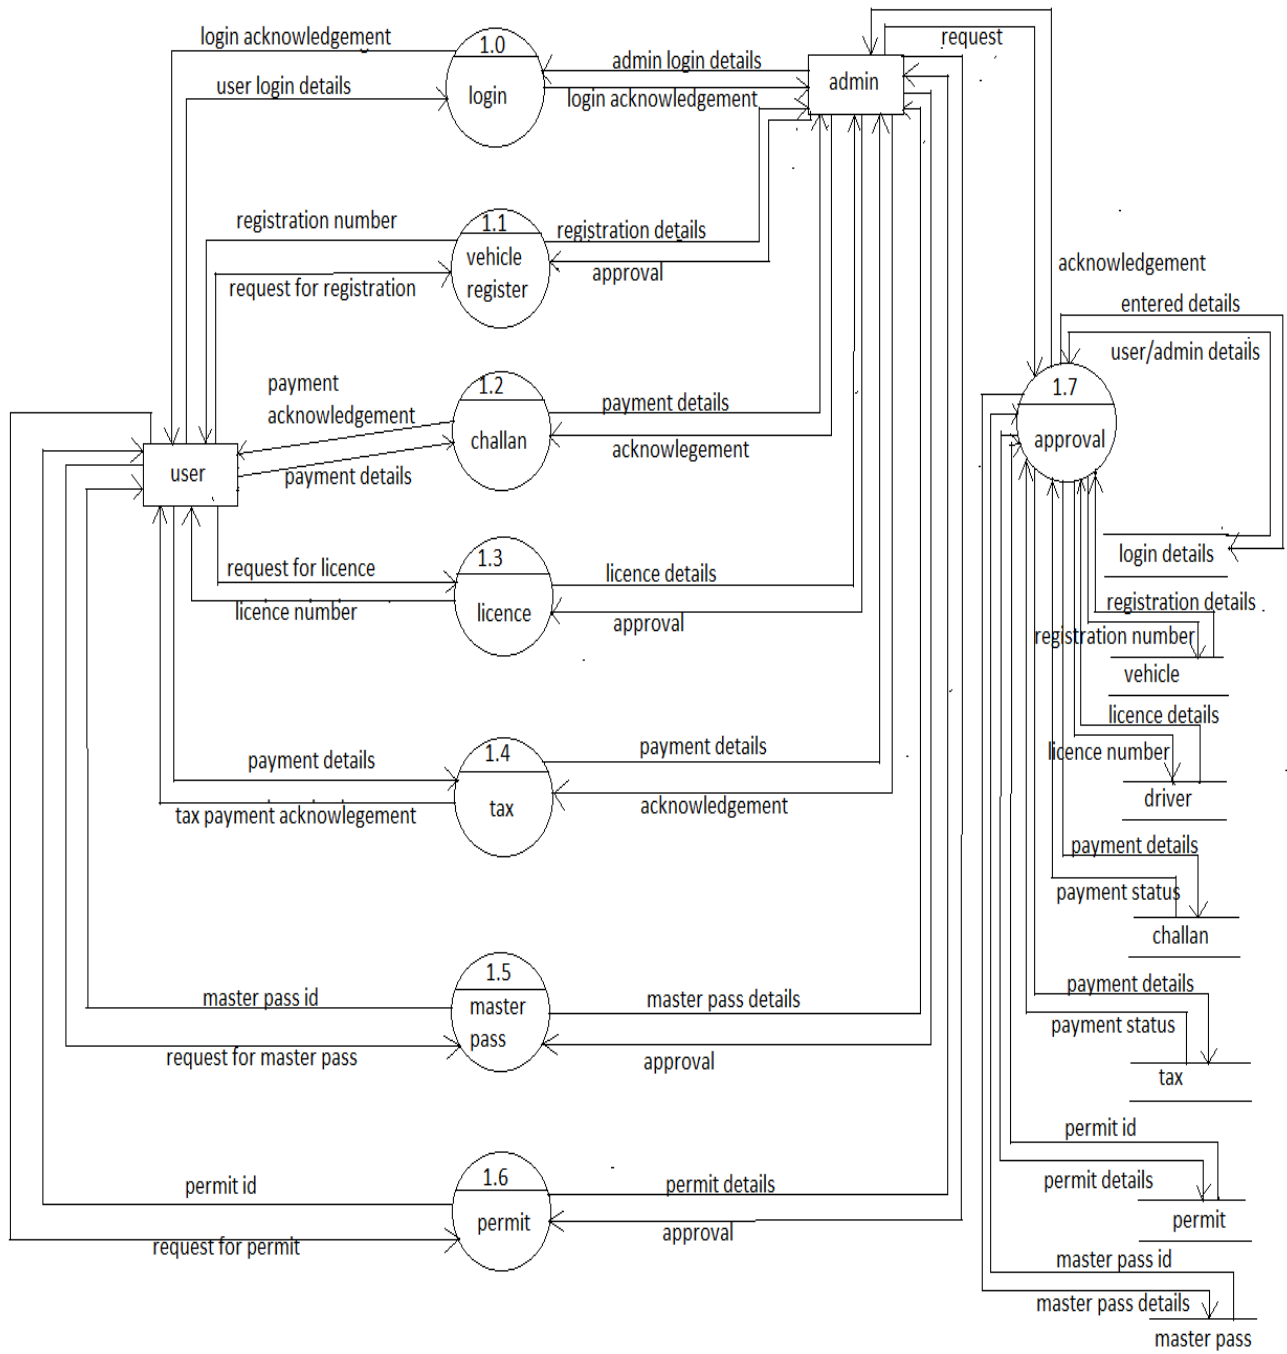 login acknowledgement
1.0
login
user login details
admin login details
login acknowledgement
admin
request
registration number
1.1
vehicle
register
request for registration
registration details
approval
acknowledgement
entered details
user/admin details
1.7
approval
payment
acknowledgement
1.2
challan
payment details
payment details
acknowlegement
user
login details
request for licence
1.3
licence
licence number
licence details
approval
registration details
registration number
vehicle
licence details
licence number
driver
payment details
1.4
tax
tax payment acknowlegement
payment details
acknowledgement
payment details
payment status
challan
master pass id
1.5
master
pass
request for master pass
master pass details
approval
payment details
payment status
tax
permit id
1.6
permit
request for permit
permit details
approval
permit id
permit details
permit
master pass id
master pass details
master pass